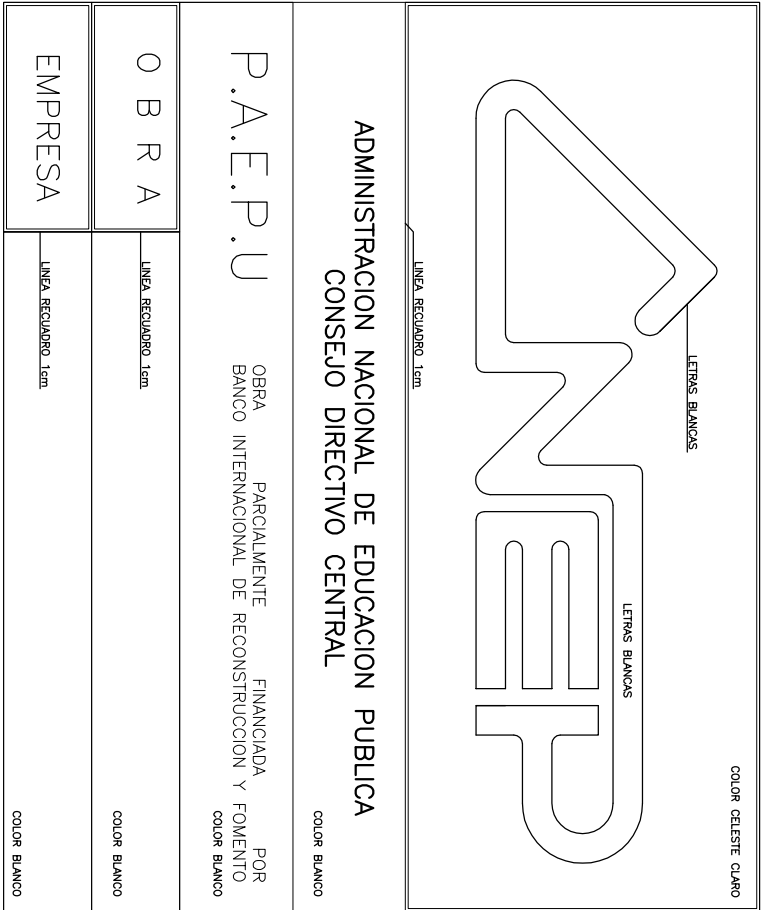 COLOR CELESTE CLARO
LETRAS BLANCAS
ANEP
LETRAS BLANCAS
LINEA RECUADRO 1cm
ADMINISTRACION NACIONAL DE EDUCACION PUBLICA
CONSEJO DIRECTIVO CENTRAL
COLOR BLANCO
P.A.E.P.U
OBRA PARCIALMENTE FINANCIADA POR
BANCO INTERNACIONAL DE RECONSTRUCCION Y FOMENTO
COLOR BLANCO
OBRA
LINEA RECUADRO 1cm
COLOR BLANCO
EMPRESA
LINEA RECUADRO 1cm
COLOR BLANCO